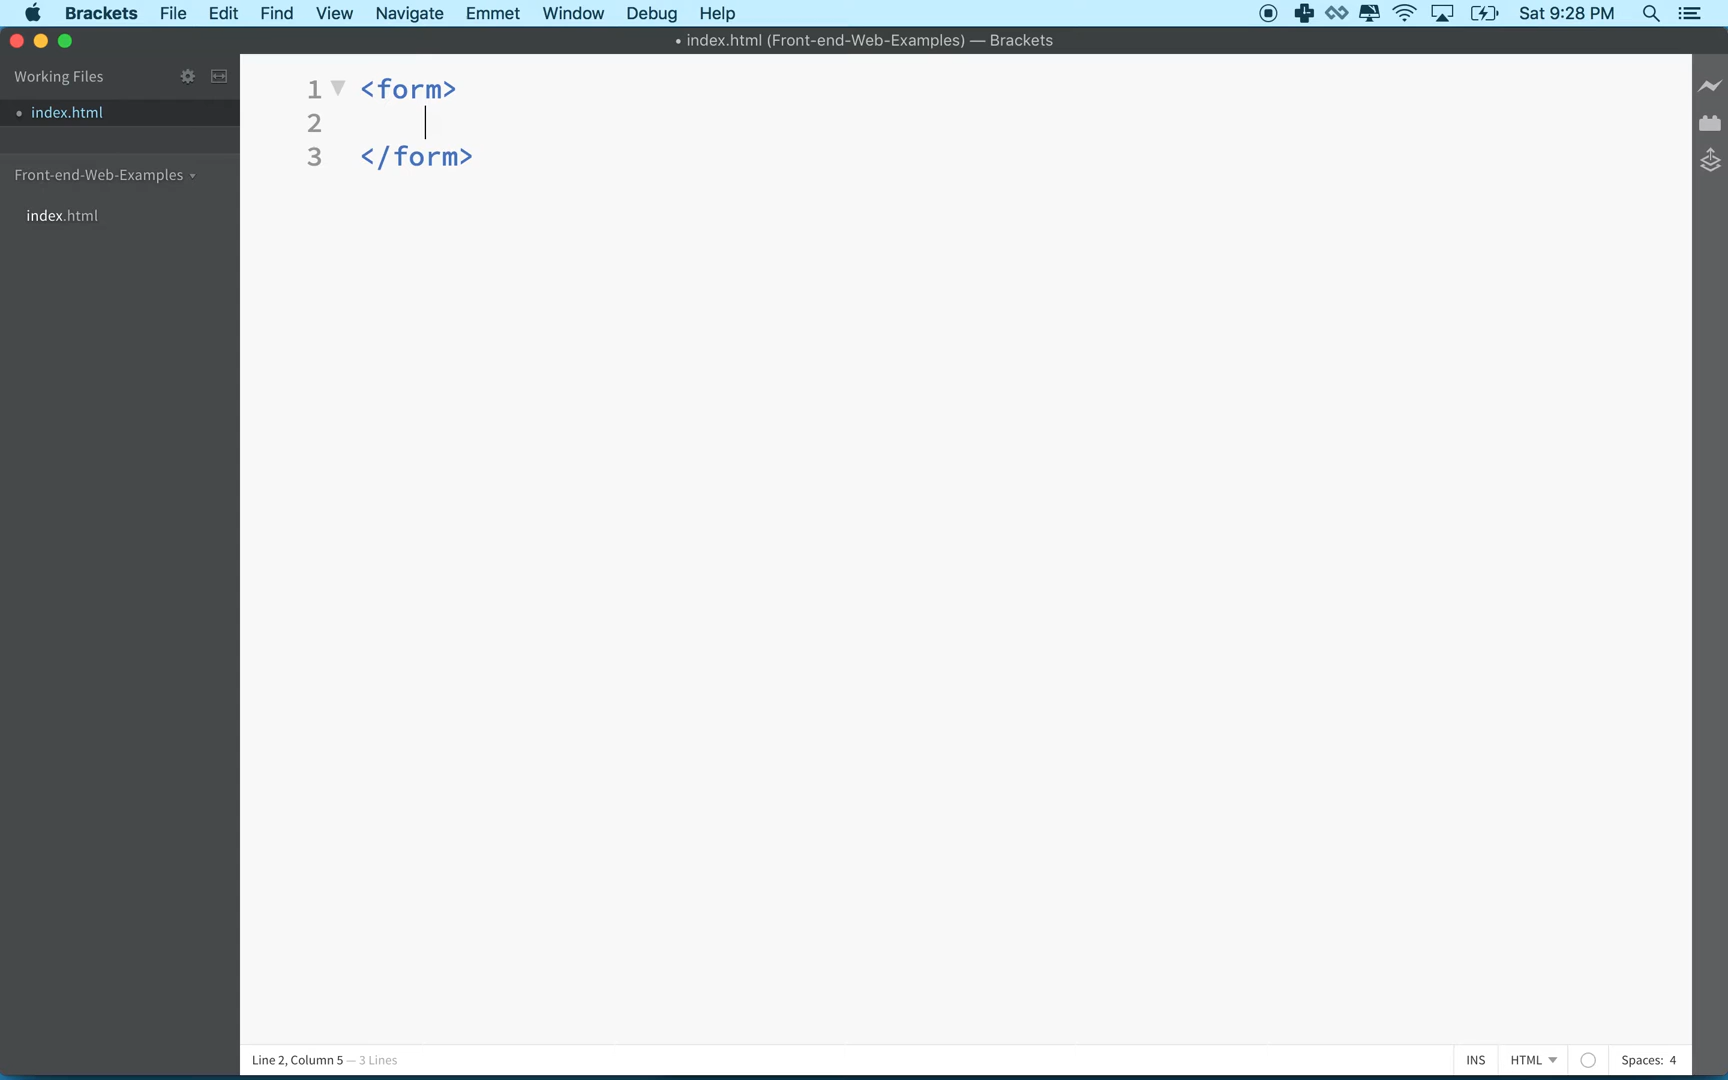 Brackets File Edit Find View Navigate Emmet Window Debug Help Sat 9:28 PM
• index.html (Front-end-Web-Examples) — Brackets
Working Files
• index.html
Front-end-Web-Examples
index.html
1 <form>
2
3 </form>
Line 2, Column 5 — 3 Lines INS HTML Spaces: 4